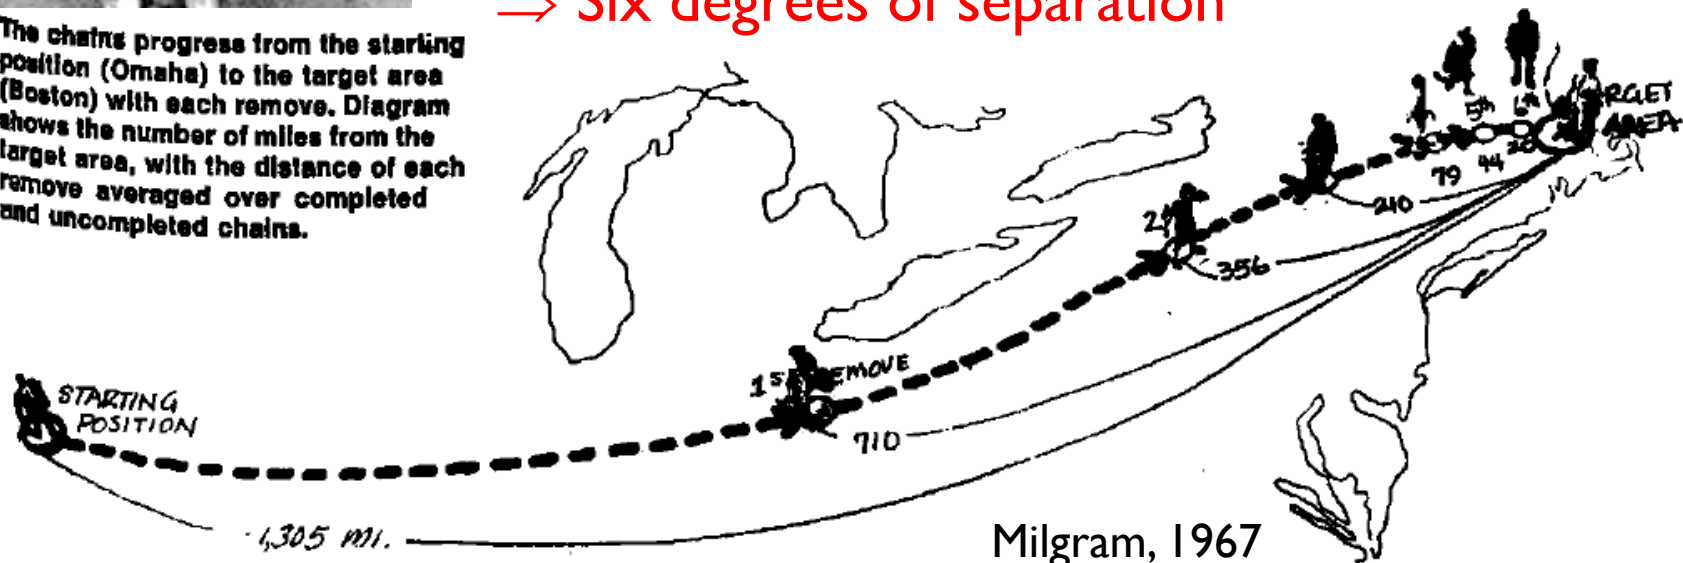 ⇒ Six degrees of separation
The chains progress from the starting
position (Omaha) to the target area
(Boston) with each remove. Diagram
shows the number of miles from the
target area, with the distance of each
remove averaged over completed
and uncompleted chains.
5th 6th
RGET
AREA
79 44 20
210
2
356
1st REMOVE
710
STARTING
POSITION
1,305 MI.
Milgram, 1967